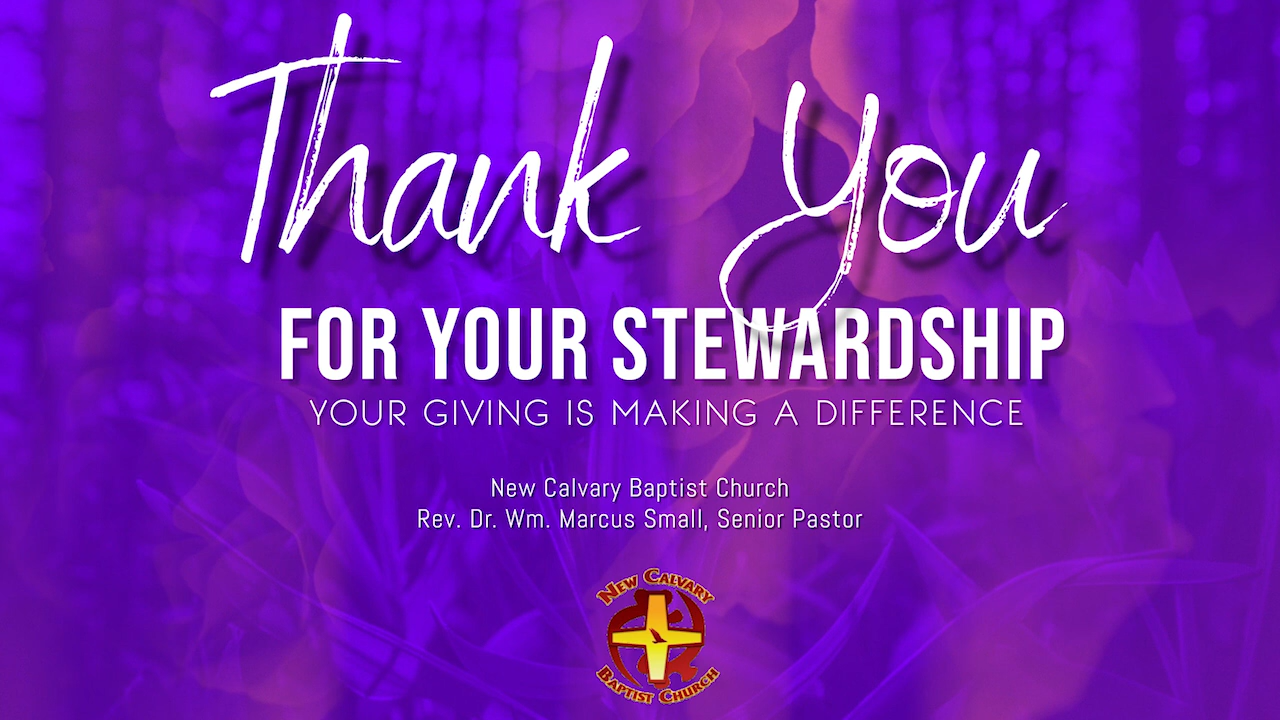 Thank You
FOR YOUR STEWARDSHIP
YOUR GIVING IS MAKING A DIFFERENCE
New Calvary Baptist Church
Rev. Dr. Wm. Marcus Small, Senior Pastor
NEW CALVARY
BAPTIST CHURCH